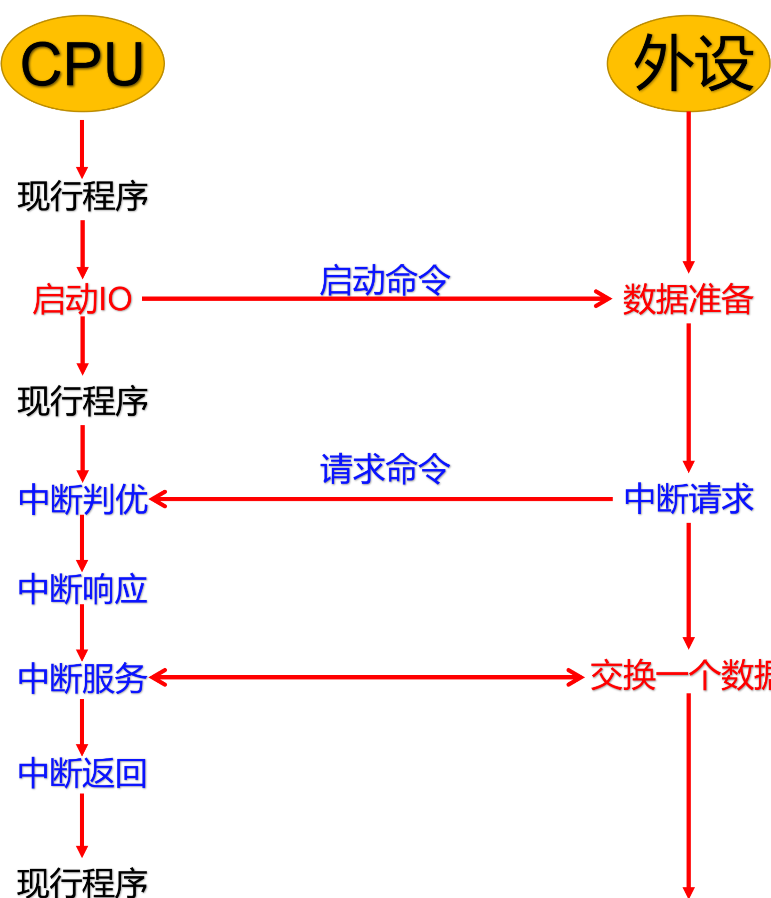 CPU
外设
现行程序
启动命令
启动IO
数据准备
现行程序
请求命令
中断判优
中断请求
中断响应
中断服务
交换一个数据
中断返回
现行程序